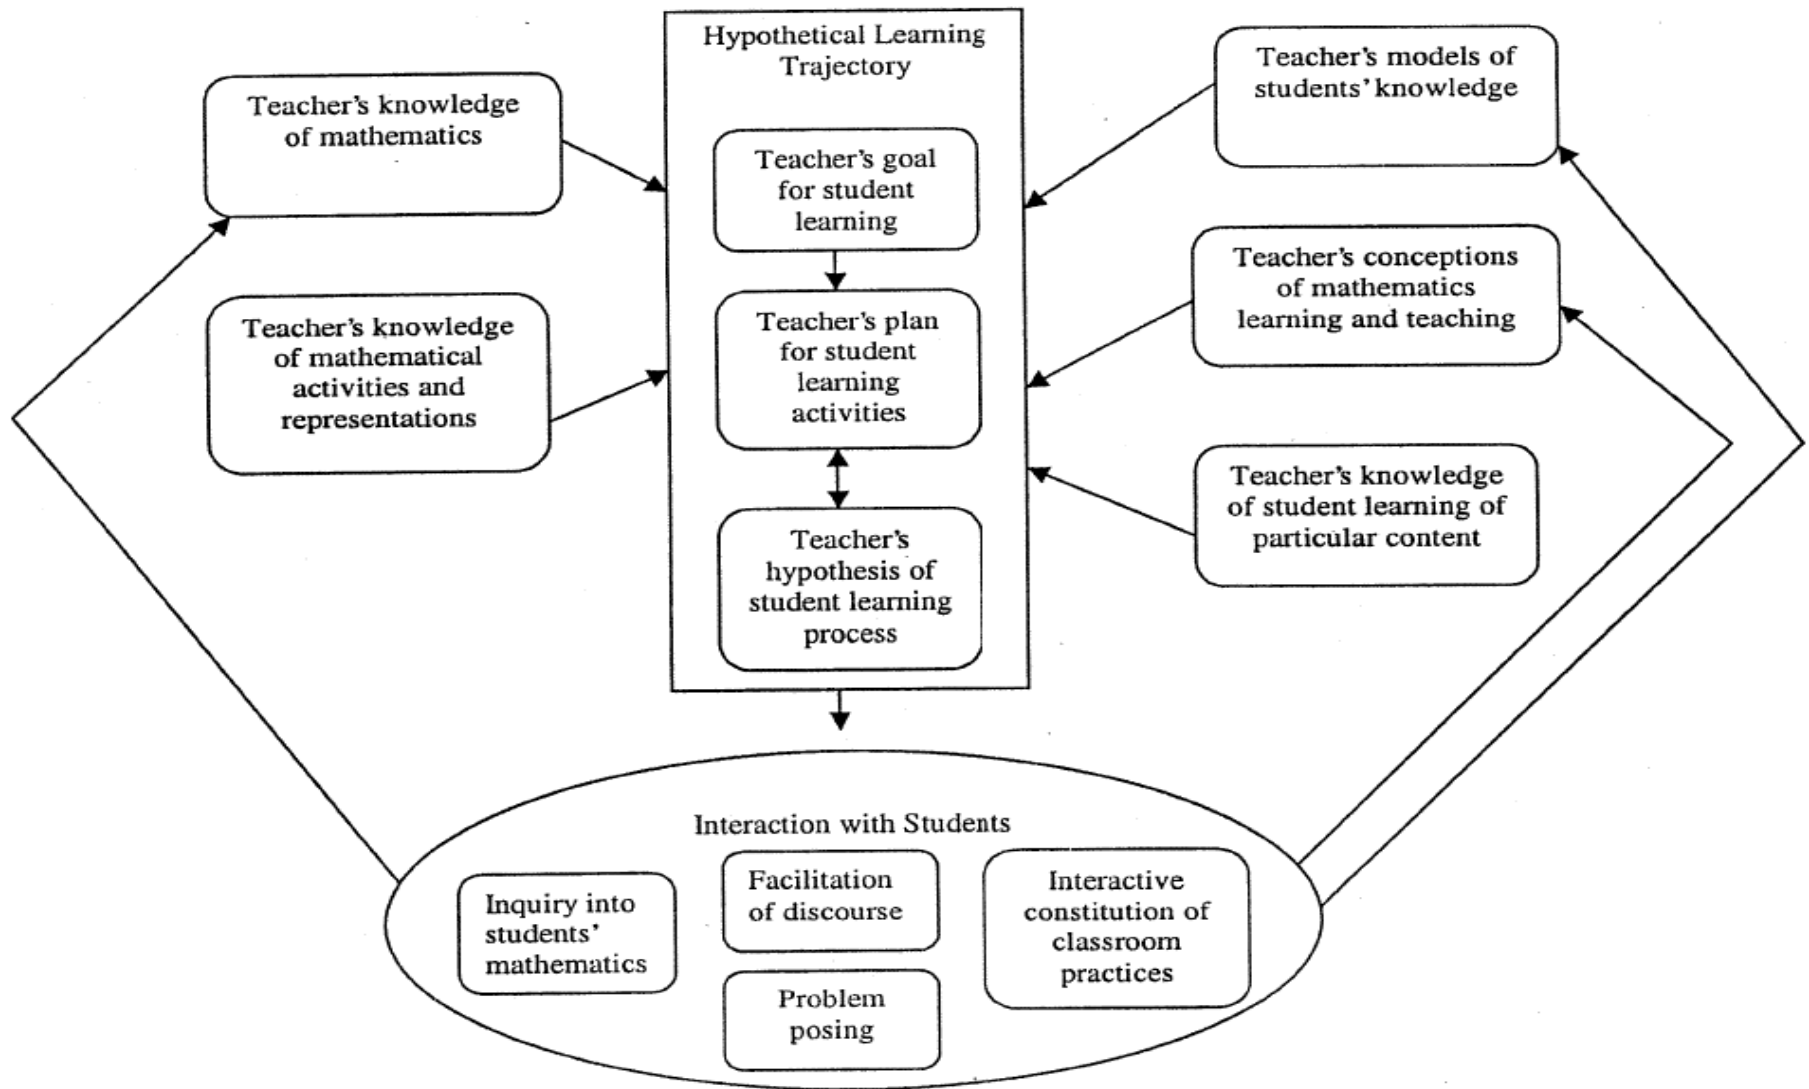 Hypothetical Learning
Trajectory
Teacher's knowledge
of mathematics
Teacher's knowledge
of mathematical
activities and
representations
Teacher's goal
for student
learning
Teacher's plan
for student
learning
activities
Teacher's
hypothesis of
student learning
process
Teacher's models of
students' knowledge
Teacher's conceptions
of mathematics
learning and teaching
Teacher's knowledge
of student learning of
particular content
Interaction with Students
Inquiry into
students'
mathematics
Facilitation
of discourse
Problem
posing
Interactive
constitution of
classroom
practices